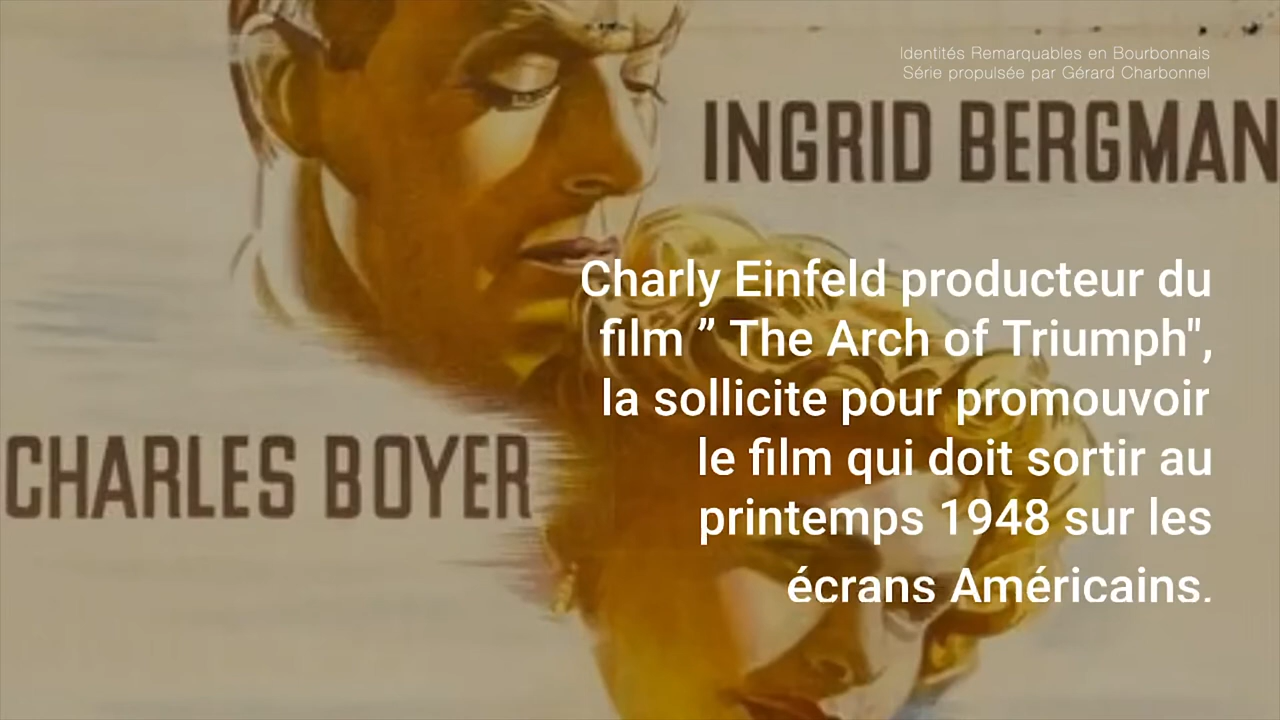 Identités Remarquables en Bourbonnais
Série propulsée par Gérard Charbonnel
INGRID BERGMAN
Charly Einfeld producteur du
film ” The Arch of Triumph",
la sollicite pour promouvoir
le film qui doit sortir au
printemps 1948 sur les
écrans Américains.
CHARLES BOYER